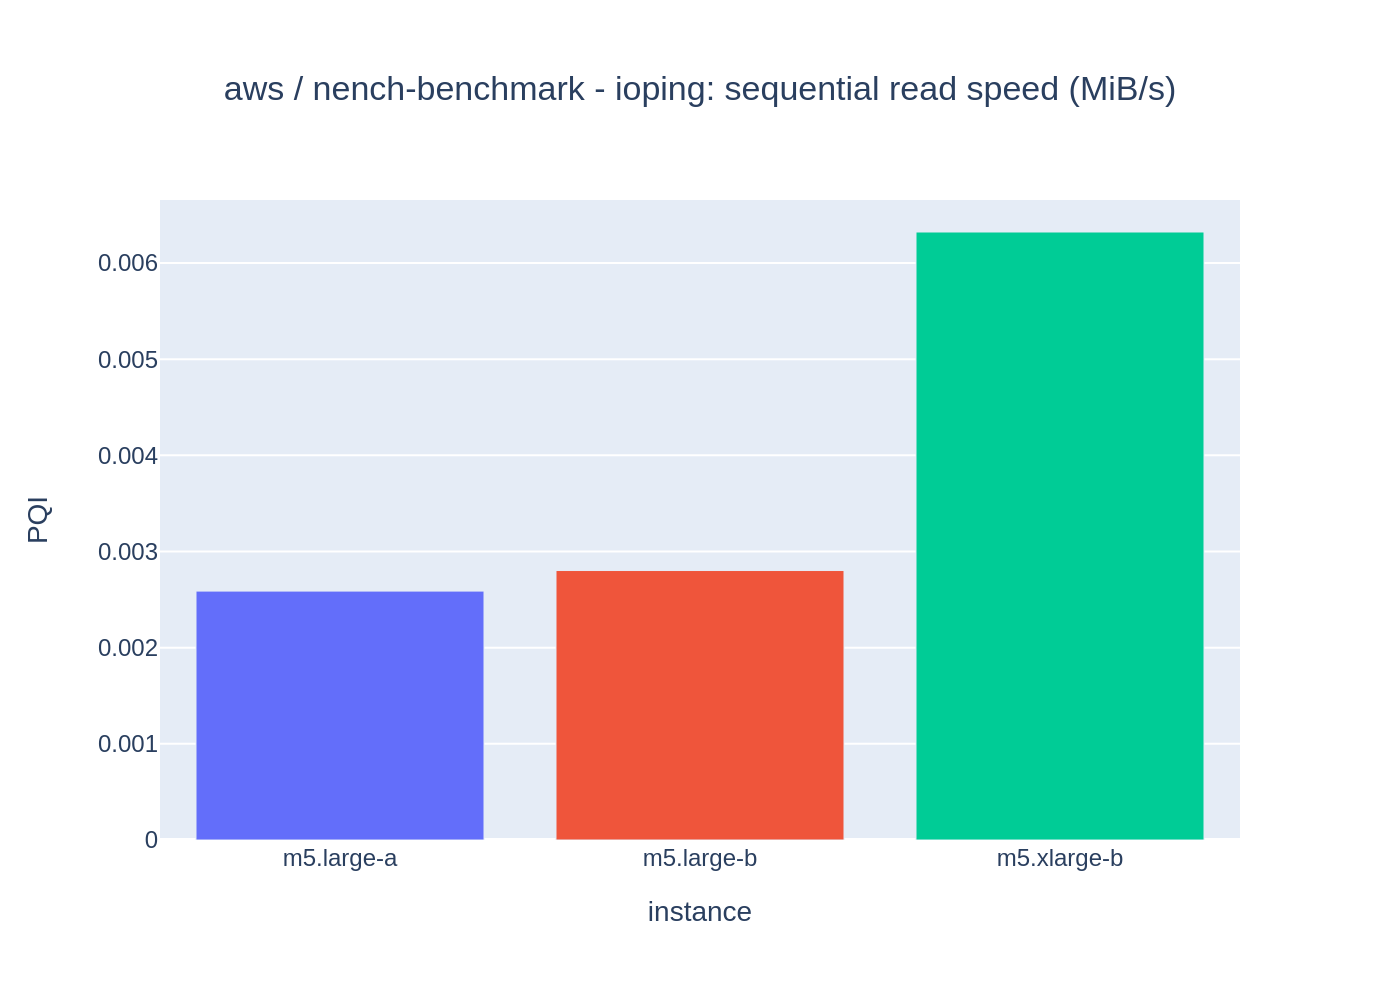 aws / nench-benchmark - ioping: sequential read speed (MiB/s)
PQI
0.006
0.005
0.004
0.003
0.002
0.001
0
m5.large-a
m5.large-b
m5.xlarge-b
instance